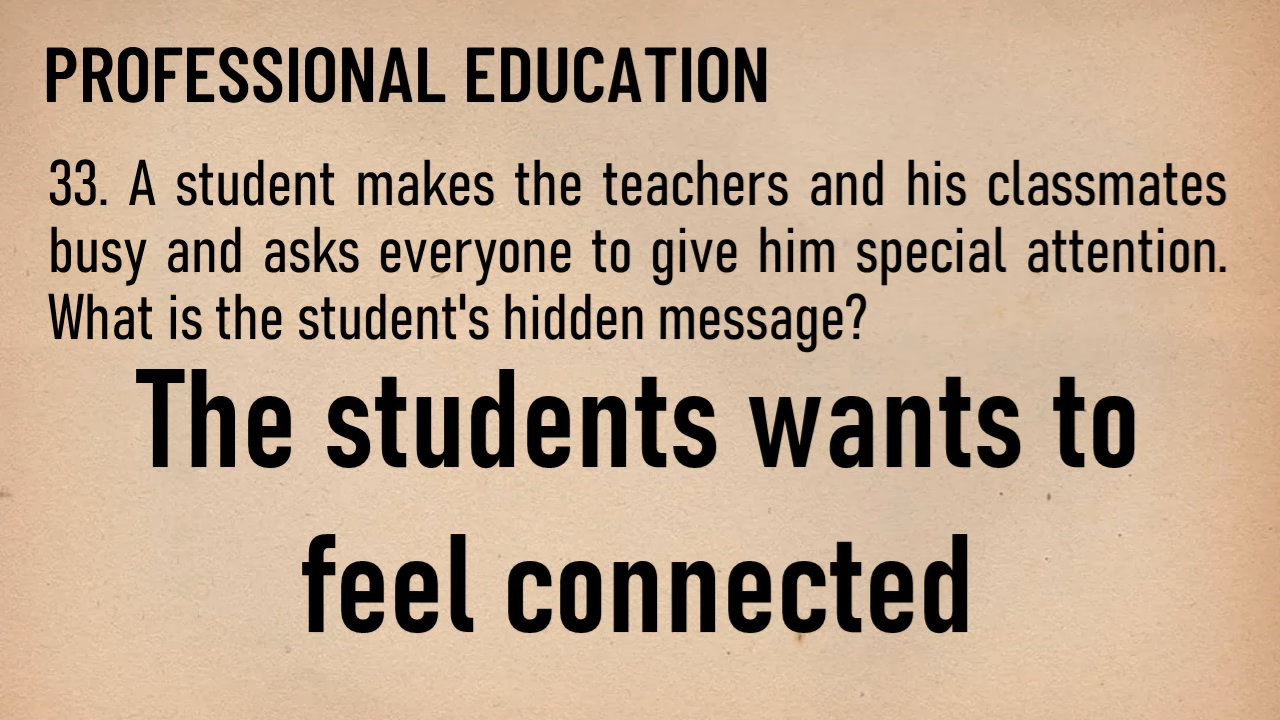 PROFESSIONAL EDUCATION
33. A student makes the teachers and his classmates
busy and asks everyone to give him special attention.
What is the student's hidden message?
The students wants to
feel connected